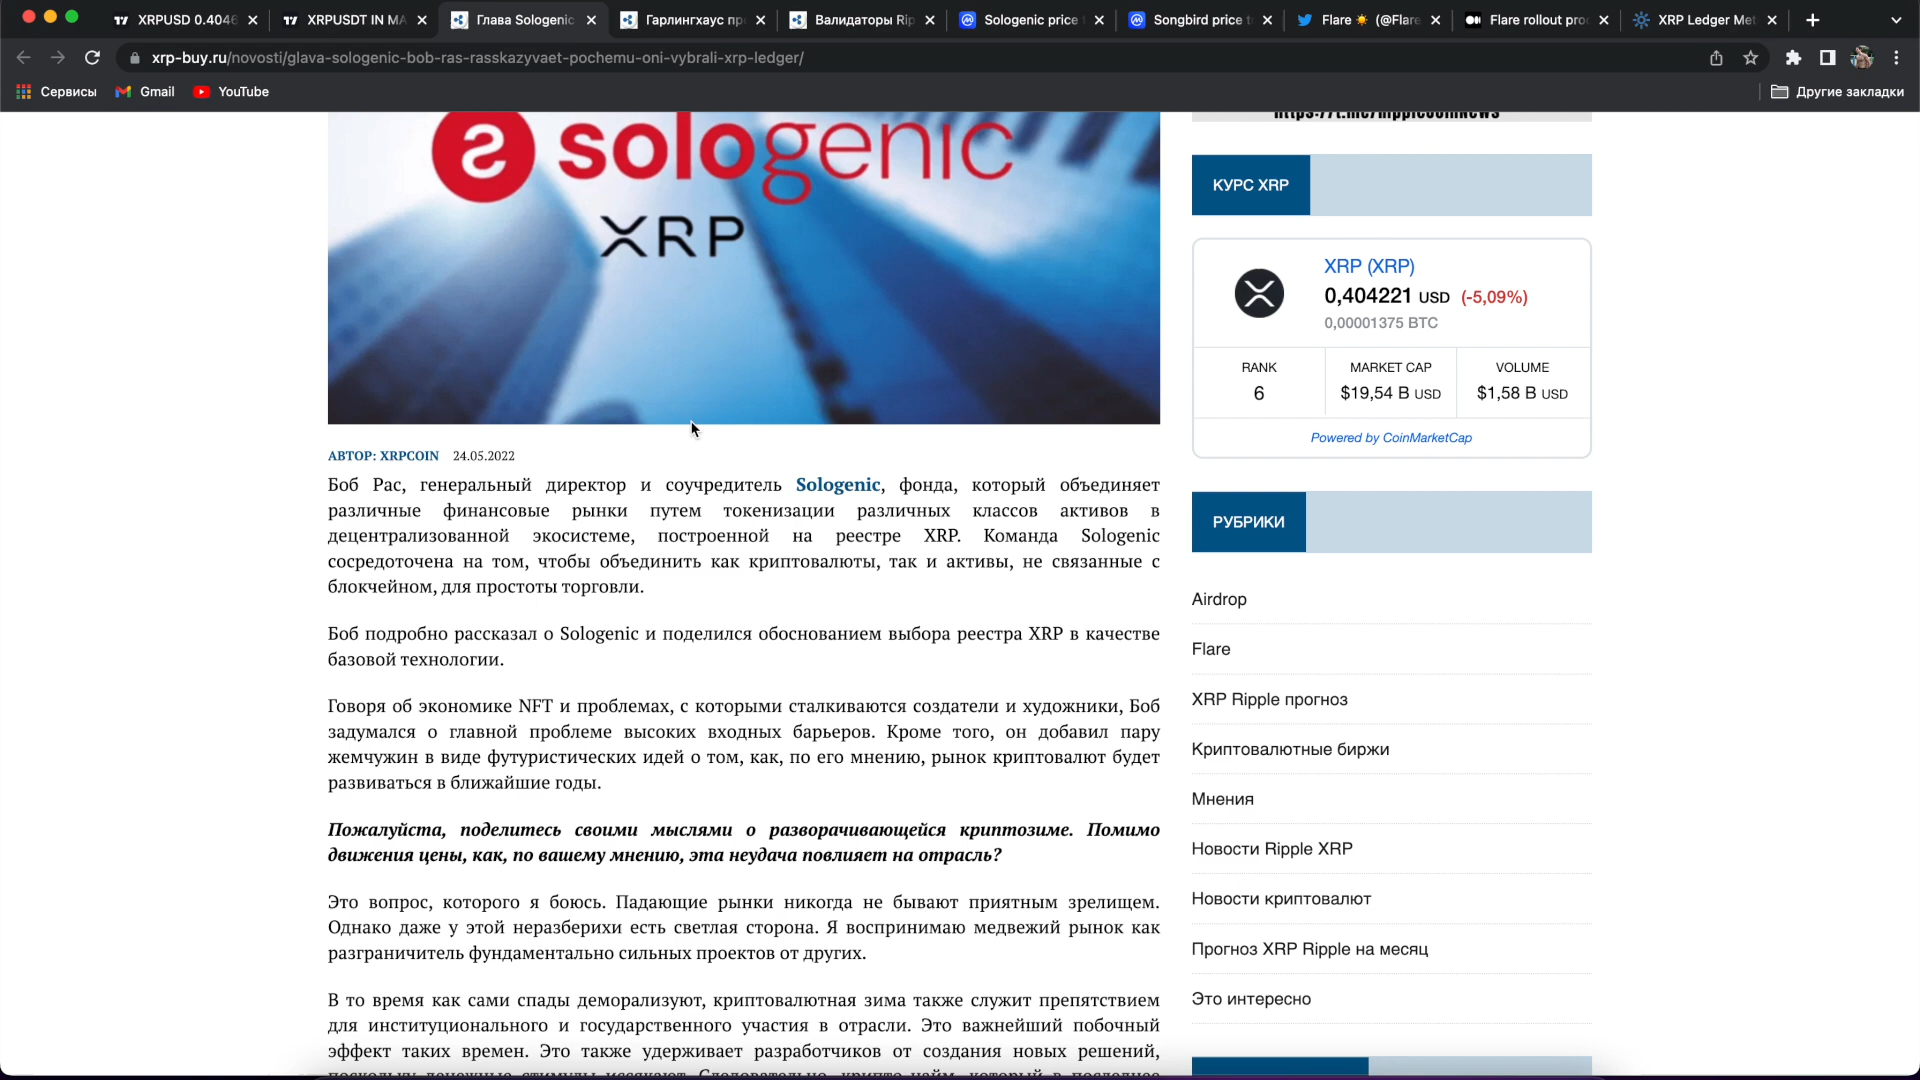 XRPUSD 0.4046
XRPUSDT IN MA
Глава Sologenic
Гарлингхаус пр
Валидаторы Rip
Sologenic price t
Songbird price t
Flare ☀ (@Flare
Flare rollout pro
XRP Ledger Met
xrp-buy.ru/novosti/glava-sologenic-bob-ras-rasskazyvaet-pochemu-oni-vybrali-xrp-ledger/
Сервисы
Gmail
YouTube
Другие закладки
sologenic
XRP
АВТОР: XRPCOIN 24.05.2022
Боб Рас, генеральный директор и соучредитель Sologenic, фонда, который объединяет
различные финансовые рынки путем токенизации различных классов активов в
децентрализованной экосистеме, построенной на реестре XRP. Команда Sologenic
сосредоточена на том, чтобы объединить как криптовалюты, так и активы, не связанные с
блокчейном, для простоты торговли.
Боб подробно рассказал о Sologenic и поделился обоснованием выбора реестра XRP в качестве
базовой технологии.
Говоря об экономике NFT и проблемах, с которыми сталкиваются создатели и художники, Боб
задумался о главной проблеме высоких входных барьеров. Кроме того, он добавил пару
жемчужин в виде футуристических идей о том, как, по его мнению, рынок криптовалют будет
развиваться в ближайшие годы.
Пожалуйста, поделитесь своими мыслями о разворачивающейся криптозиме. Помимо
движения цены, как, по вашему мнению, эта неудача повлияет на отрасль?
Это вопрос, которого я боюсь. Падающие рынки никогда не бывают приятным зрелищем.
Однако даже у этой неразберихи есть светлая сторона. Я воспринимаю медвежий рынок как
разграничитель фундаментально сильных проектов от других.
В то время как сами спады деморализуют, криптовалютная зима также служит препятствием
для институционального и государственного участия в отрасли. Это важнейший побочный
эффект таких времен. Это также удерживает разработчиков от создания новых решений,
КУРС XRP
XRP (XRP)
0,404221 USD (-5,09%)
0,00001375 BTC
RANK
6
MARKET CAP
$19,54 B USD
VOLUME
$1,58 B USD
Powered by CoinMarketCap
РУБРИКИ
Airdrop
Flare
XRP Ripple прогноз
Криптовалютные биржи
Мнения
Новости Ripple XRP
Новости криптовалют
Прогноз XRP Ripple на месяц
Это интересно